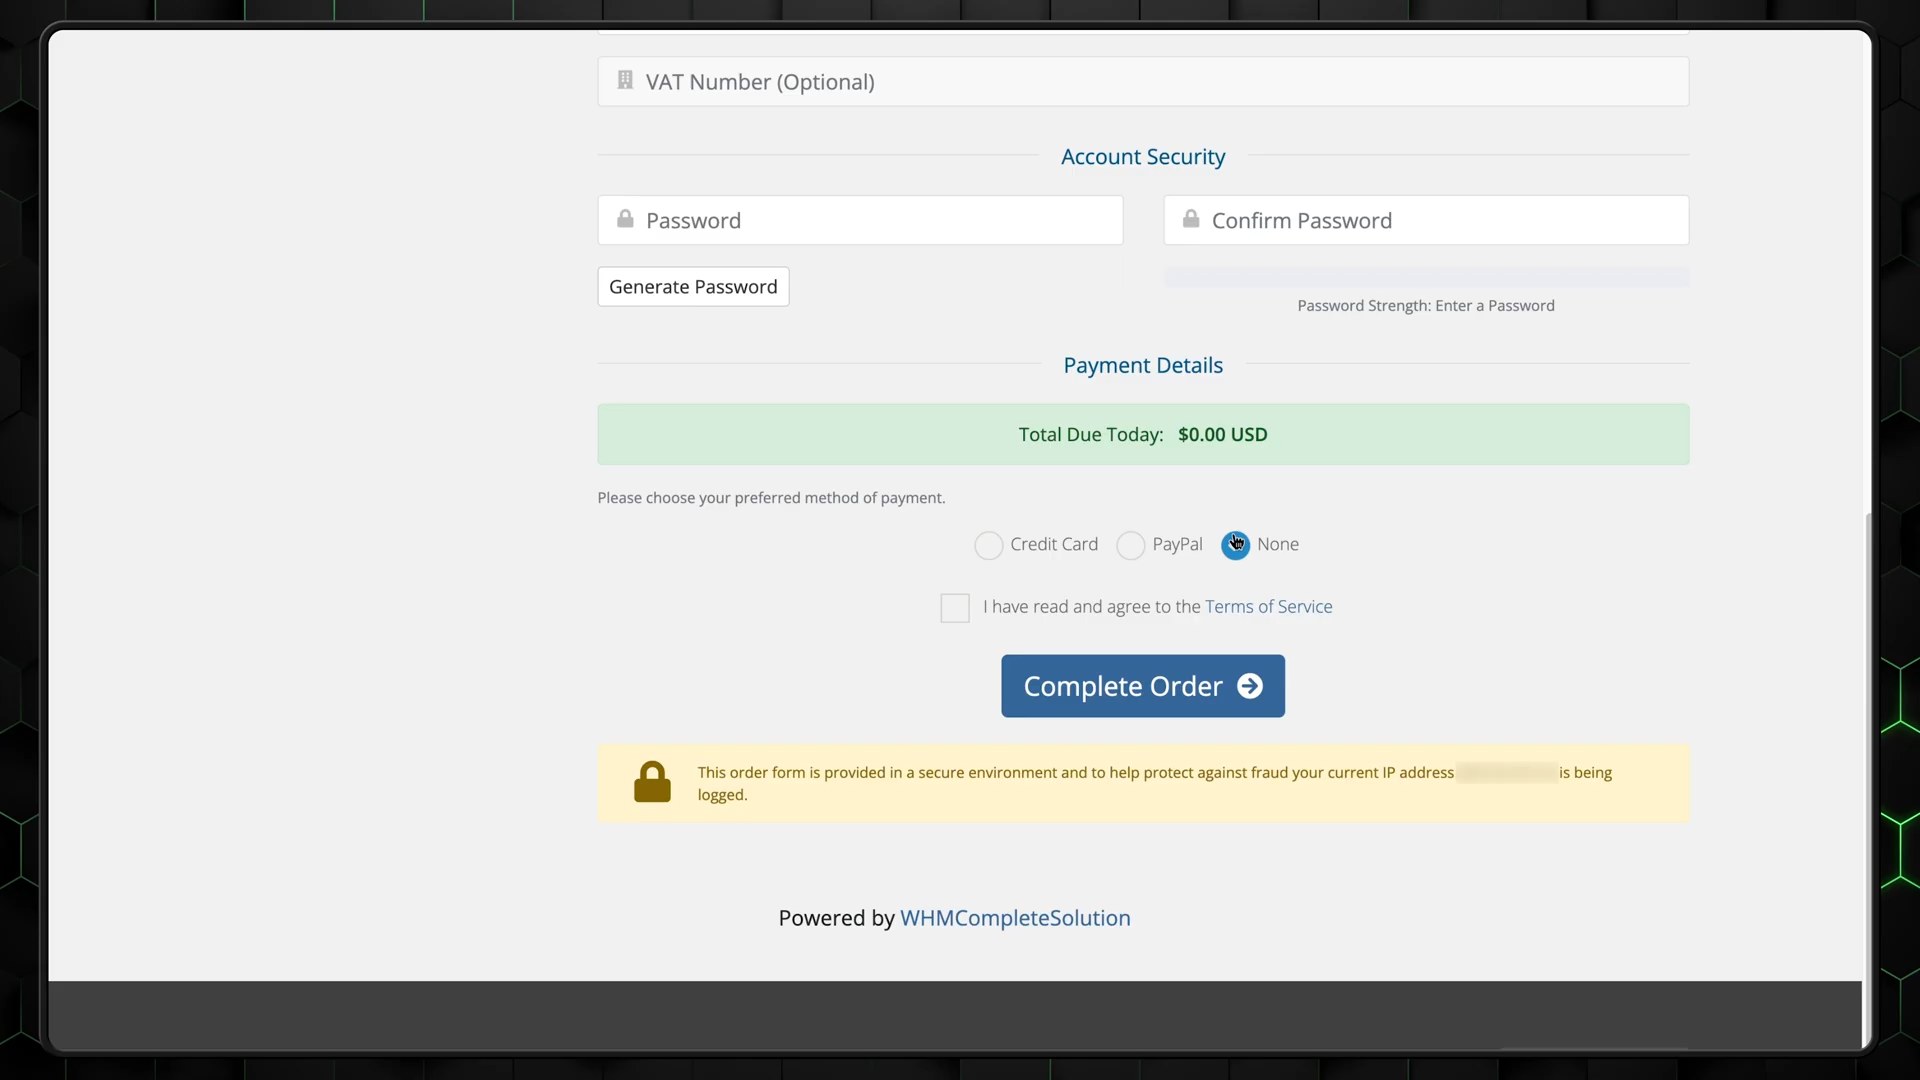 VAT Number (Optional)
Account Security
Password
Confirm Password
Generate Password
Password Strength: Enter a Password
Payment Details
Total Due Today: $0.00 USD
Please choose your preferred method of payment.
Credit Card PayPal None
I have read and agree to the Terms of Service
Complete Order
This order form is provided in a secure environment and to help protect against fraud your current IP address is being
logged.
Powered by WHMCompleteSolution